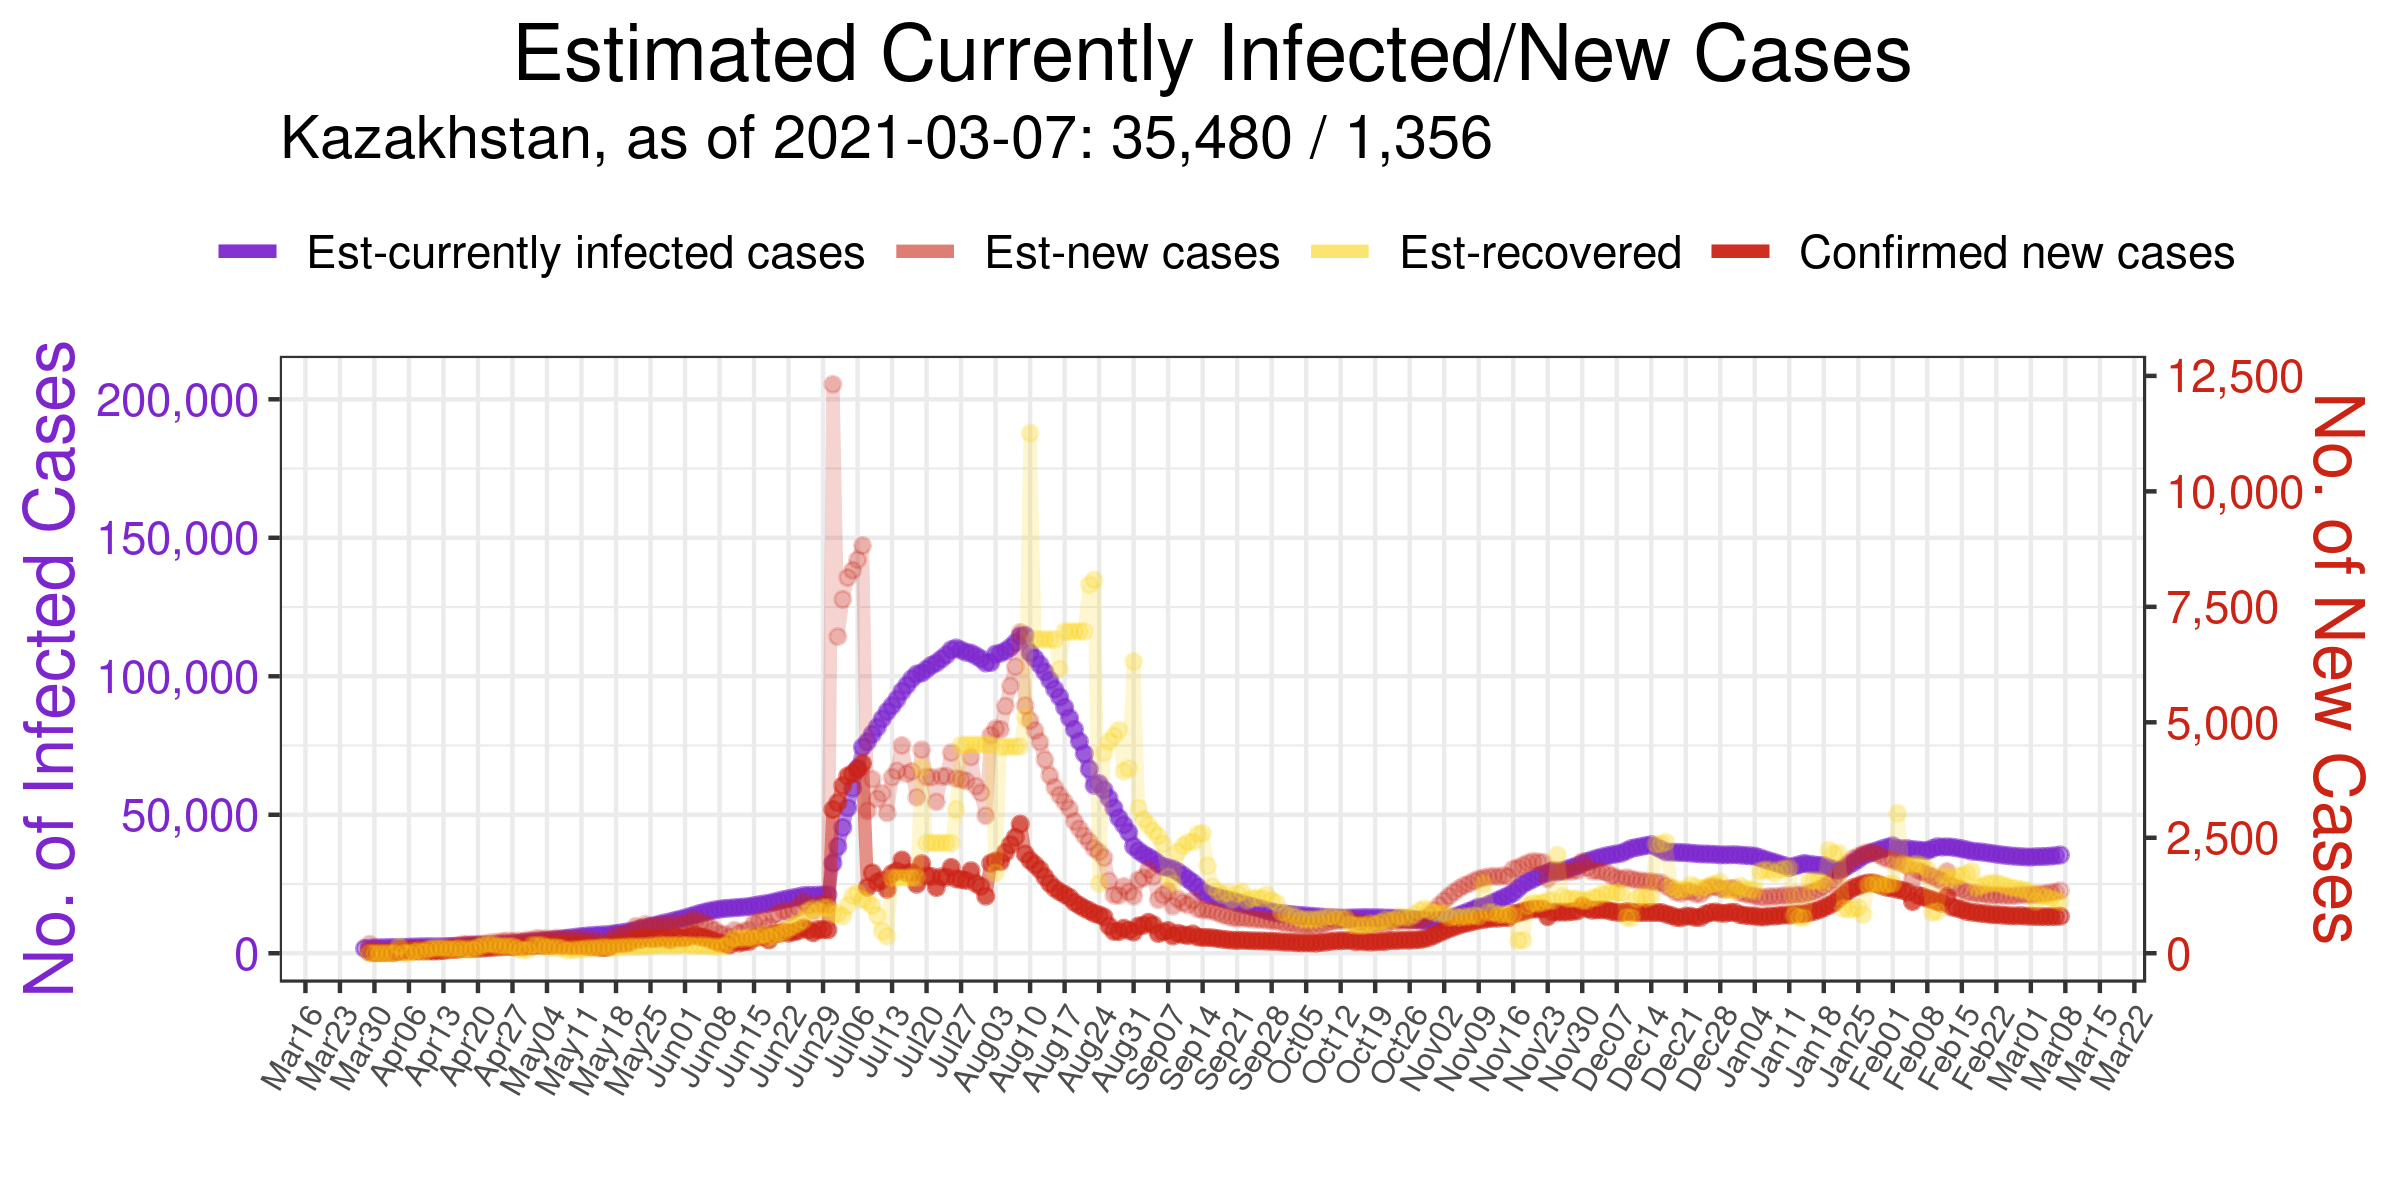 Estimated Currently Infected/New Cases
Kazakhstan, as of 2021-03-07: 35,480 / 1,356
Est-currently infected cases Est-new cases Est-recovered Confirmed new cases
No. of Infected Cases
200,000
150,000
100,000
50,000
0
12,500
10,000
7,500
5,000
2,500
0
No. of New Cases
Mar16 Mar23 Mar30 Apr06 Apr13 Apr20 Apr27 May04 May11 May18 May25 Jun01 Jun08 Jun15 Jun22 Jun29 Jul06 Jul13 Jul20 Jul27 Aug03 Aug10 Aug17 Aug24 Aug31 Sep07 Sep14 Sep21 Sep28 Oct05 Oct12 Oct19 Oct26 Nov02 Nov09 Nov16 Nov23 Nov30 Dec07 Dec14 Dec21 Dec28 Jan04 Jan11 Jan18 Jan25 Feb01 Feb08 Feb15 Feb22 Mar01 Mar08 Mar15 Mar22